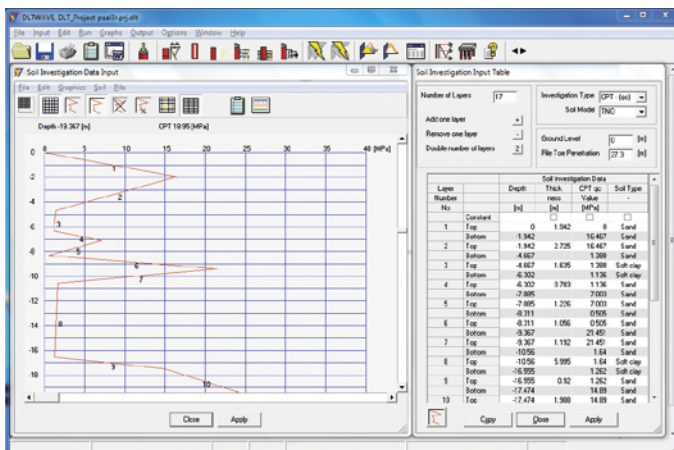 DLTWAVE, DLT_Project paal3r.prj.dlt
File Input Edit Run Graphs Output Options Window Help
Soil Investigation Data Input
File Edit Graphics Soil Pile
Depth -19.367 [m] CPT 18.95 [MPa]
0 5 10 15 20 25 30 35 40 [MPa]
0
-2
-4
-6
-8
-10
-12
-14
-16
-18
1
2
3
4
5
6
7
8
9
10
Close Apply
Soil Investigation Input Table
Number of Layers 17
Investigation Type CPT - (qc)
Soil Model TNO
Add one layer +
Remove one layer -
Double number of layers 2
Ground Level 0 [m]
Pile Toe Penetration 27.3 [m]
Soil Investigation Data
Layer Depth Thick CPT qc Soil Type
Number ness Value -
No [m] [m] [MPa]
Constant
1 Top 0 1.942 0 Sand
Bottom -1.942 16.467 Sand
2 Top -1.942 2.725 16.467 Sand
Bottom -4.667 1.388 Sand
3 Top -4.667 1.635 1.388 Soft clay
Bottom -6.302 1.136 Soft clay
4 Top -6.302 0.783 1.136 Sand
Bottom -7.085 7.003 Sand
5 Top -7.085 1.226 7.003 Sand
Bottom -8.311 0.505 Sand
6 Top -8.311 1.056 0.505 Sand
Bottom -9.367 21.451 Sand
7 Top -9.367 1.192 21.451 Sand
Bottom -10.56 1.64 Sand
8 Top -10.56 5.995 1.64 Soft clay
Bottom -16.555 1.262 Soft clay
9 Top -16.555 0.92 1.262 Sand
Bottom -17.474 14.89 Sand
10 Top -17.474 1.908 14.89 Sand
Copy Close Apply